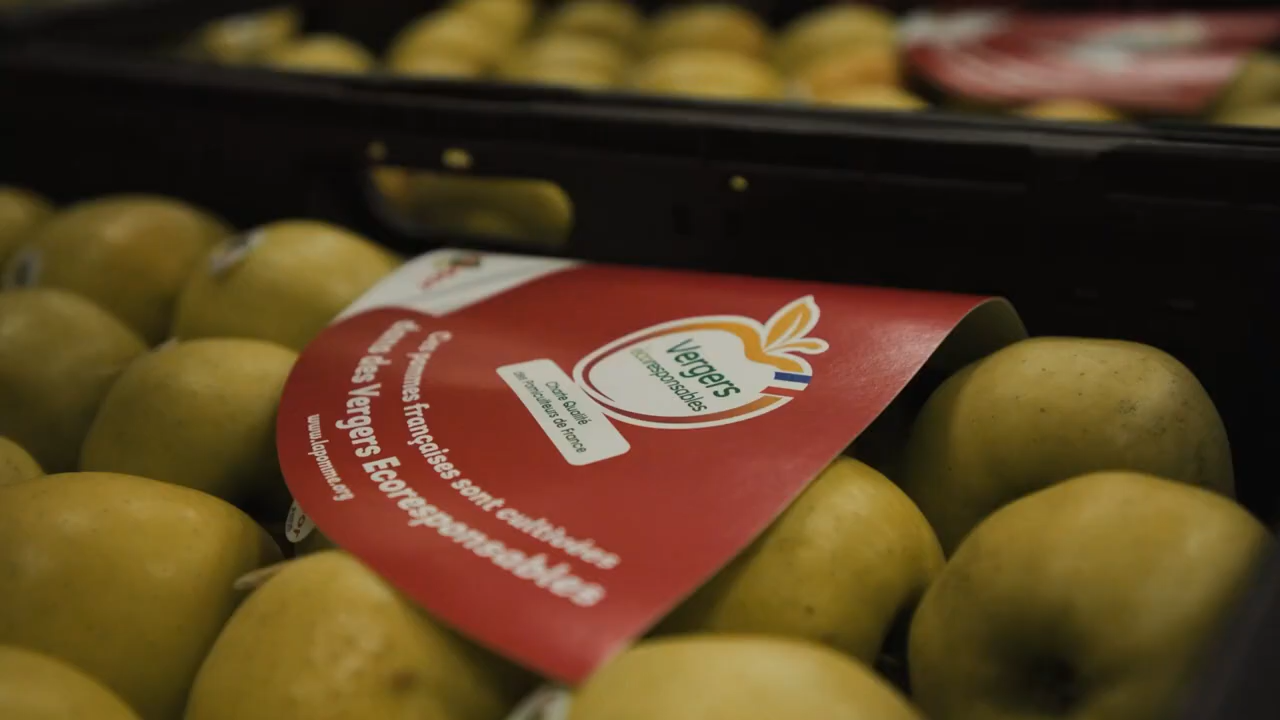 Vergers
écoresponsables
Charte Qualité
des Pomiculteurs de France
Ces pommes françaises sont cultivées
dans des Vergers Ecoresponsables
www.lapomme.org